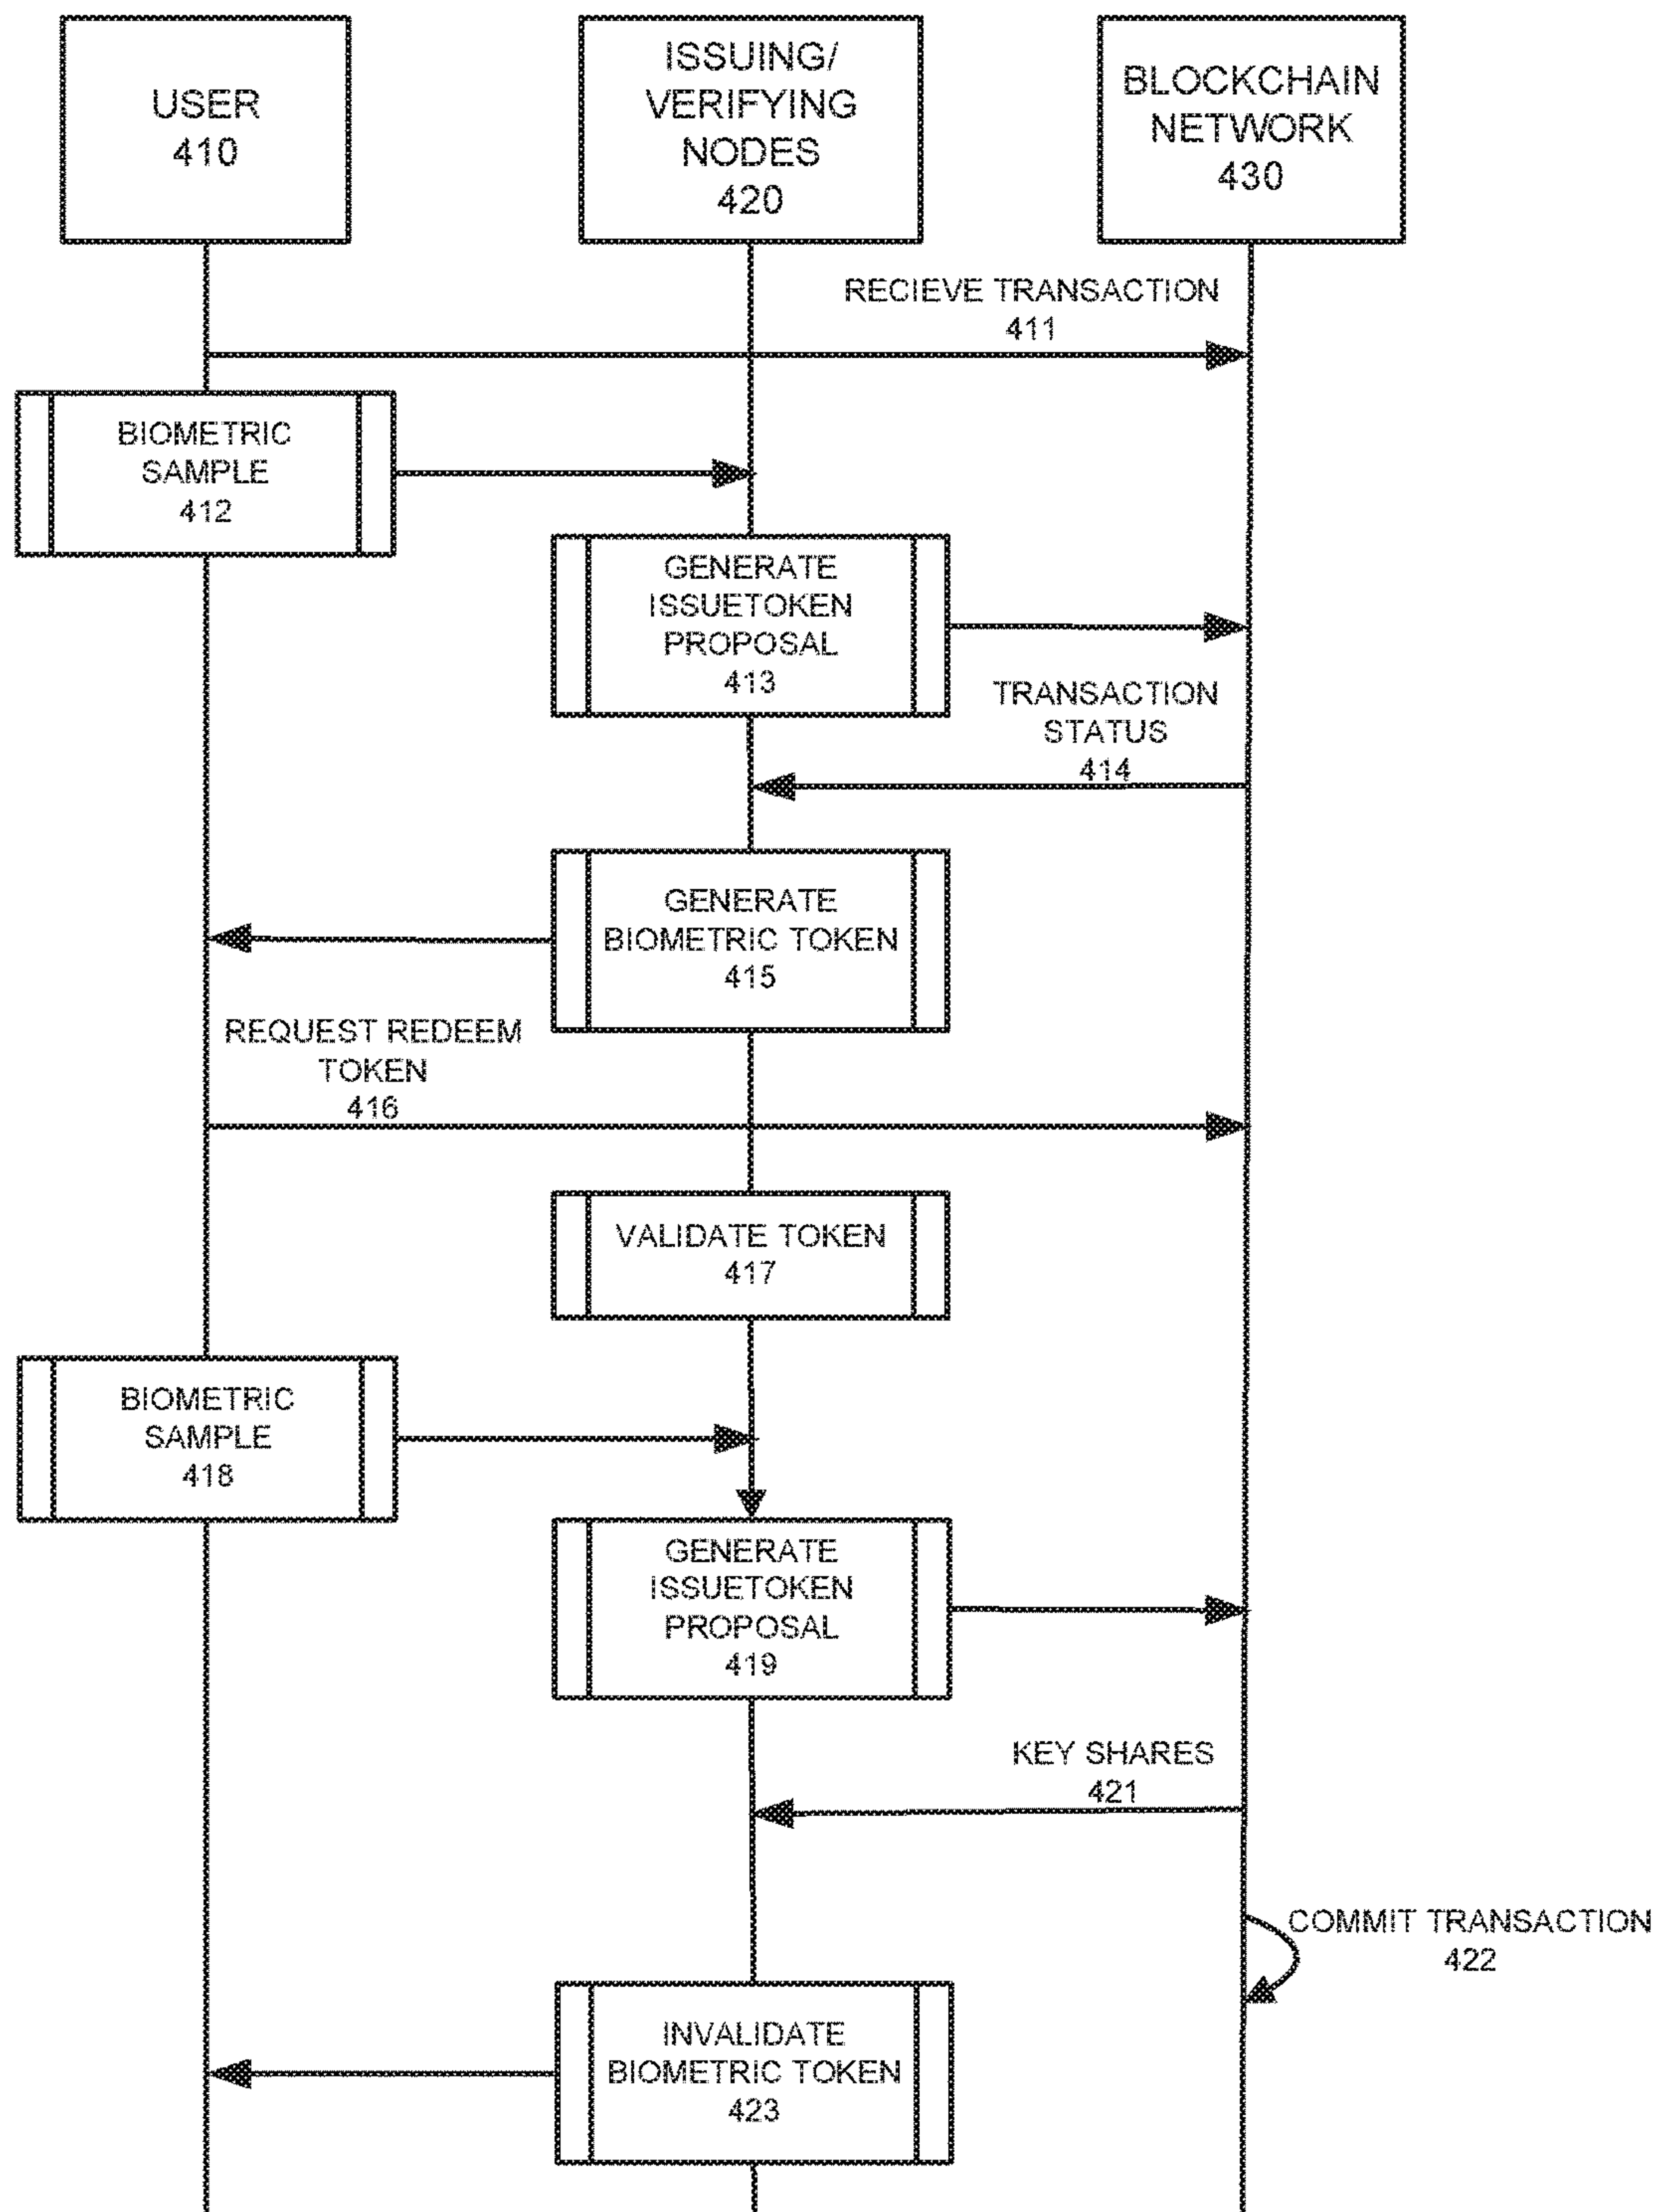 USER
410
ISSUING/
VERIFYING
NODES
420
BLOCKCHAIN
NETWORK
430
RECIEVE TRANSACTION
411
BIOMETRIC
SAMPLE
412
GENERATE
ISSUETOKEN
PROPOSAL
413
TRANSACTION
STATUS
414
GENERATE
BIOMETRIC TOKEN
415
REQUEST REDEEM
TOKEN
416
VALIDATE TOKEN
417
BIOMETRIC
SAMPLE
418
GENERATE
ISSUETOKEN
PROPOSAL
419
KEY SHARES
421
COMMIT TRANSACTION
422
INVALIDATE
BIOMETRIC TOKEN
423